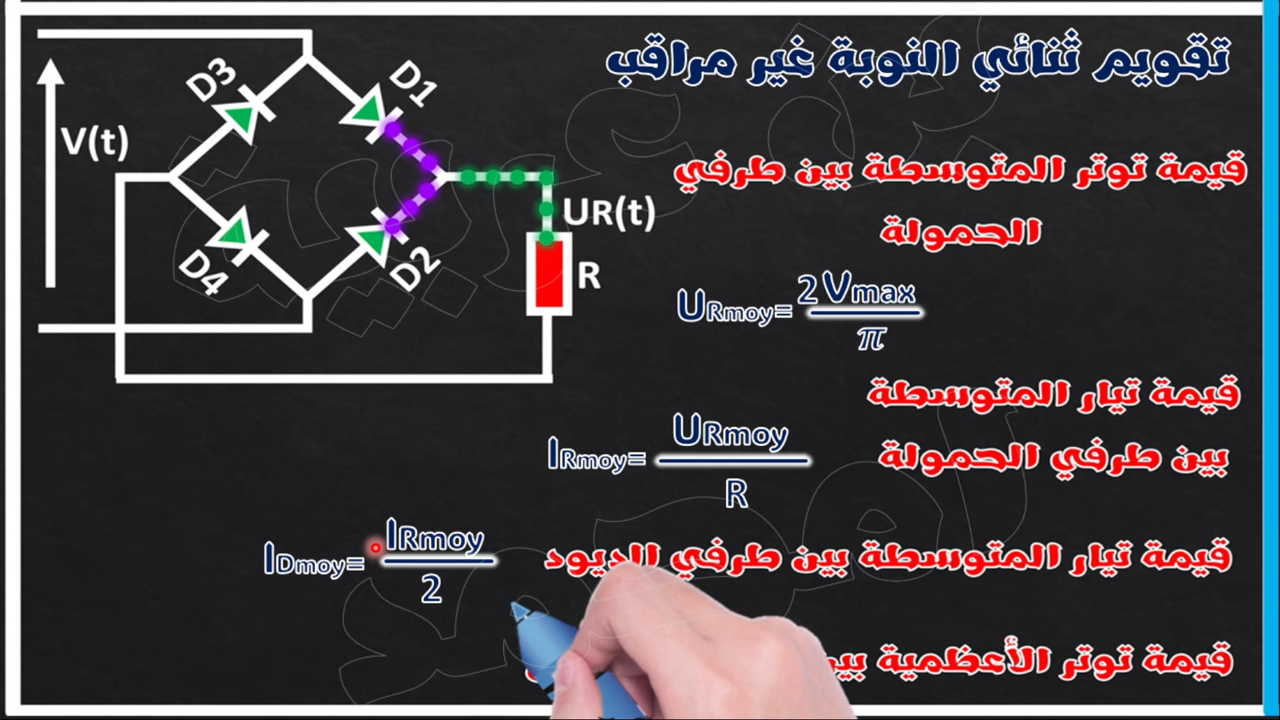 تقويم ثنائي النوبة غير مراقب
D3
D1
V(t)
D4
D2
UR(t)
R
قيمة توتر المتوسطة بين طرفي
الحمولة
URmoy= 2Vmax / π
قيمة تيار المتوسطة
بين طرفي الحمولة
IRmoy= URmoy / R
قيمة تيار المتوسطة بين طرفي الديود
IDmoy= IRmoy / 2
قيمة توتر الأعظمية